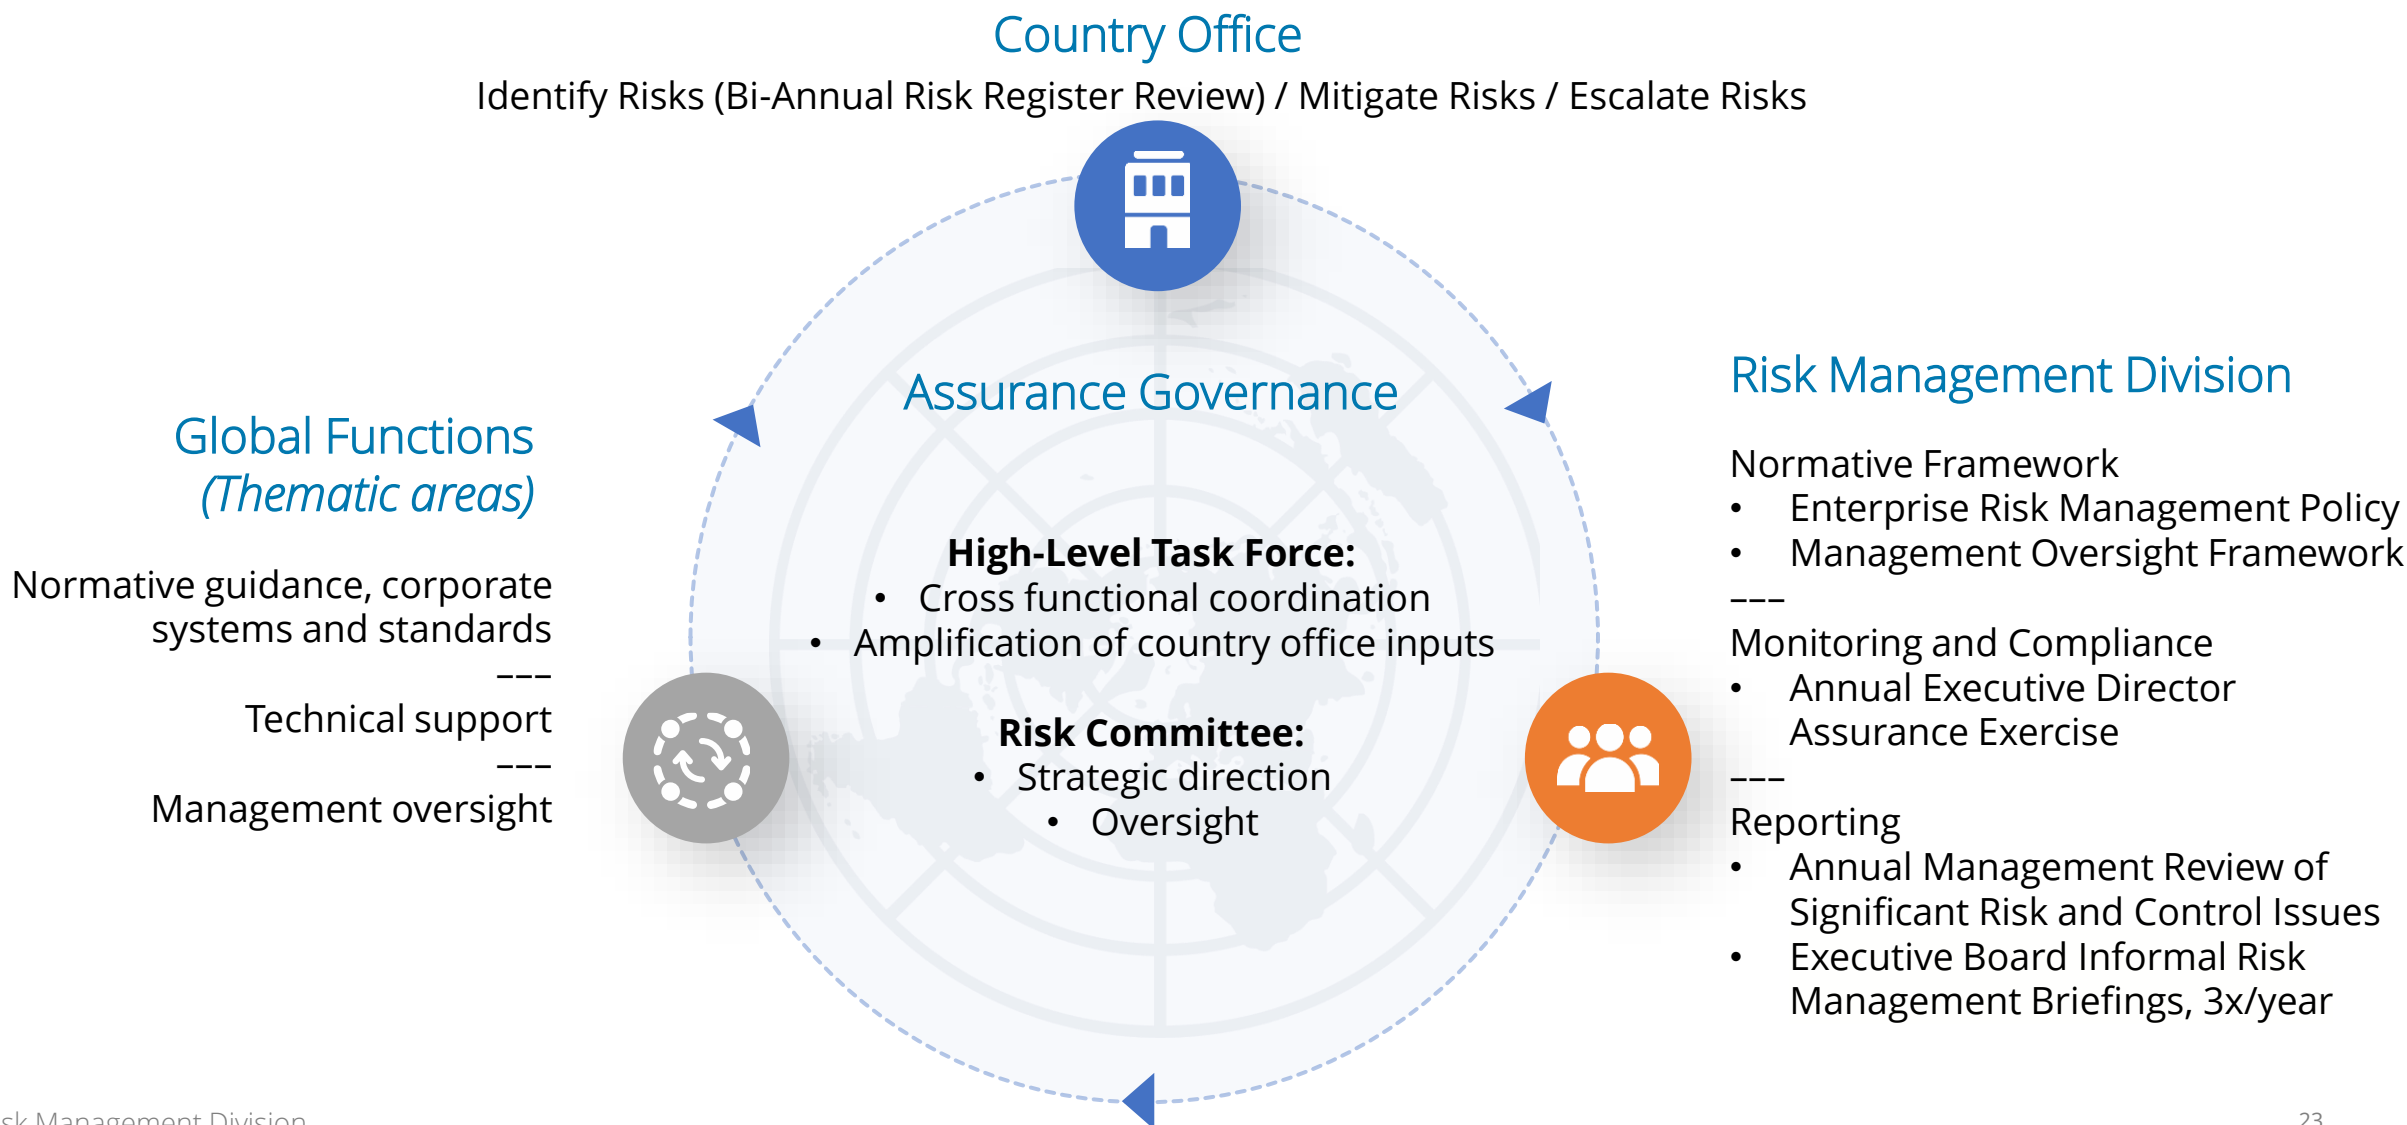 Country Office
Identify Risks (Bi-Annual Risk Register Review) / Mitigate Risks / Escalate Risks
Assurance Governance
High-Level Task Force:
• Cross functional coordination
• Amplification of country office inputs
Risk Committee:
• Strategic direction
• Oversight
Global Functions
(Thematic areas)
Normative guidance, corporate
systems and standards
–––
Technical support
–––
Management oversight
Risk Management Division
Normative Framework
• Enterprise Risk Management Policy
• Management Oversight Framework
–––
Monitoring and Compliance
• Annual Executive Director
Assurance Exercise
–––
Reporting
• Annual Management Review of
Significant Risk and Control Issues
• Executive Board Informal Risk
Management Briefings, 3x/year
sk Management Division
23